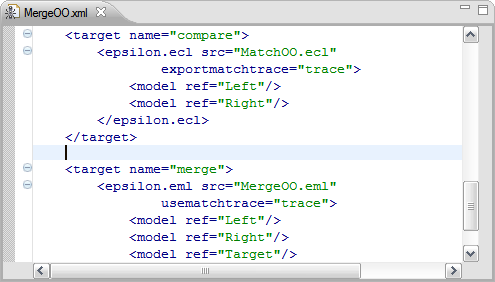 MergeOO.xml
<target name="compare">
<epsilon.ecl src="MatchOO.ecl"
exportmatchtrace="trace">
<model ref="Left"/>
<model ref="Right"/>
</epsilon.ecl>
</target>
<target name="merge">
<epsilon.eml src="MergeOO.eml"
usematchtrace="trace">
<model ref="Left"/>
<model ref="Right"/>
<model ref="Target"/>